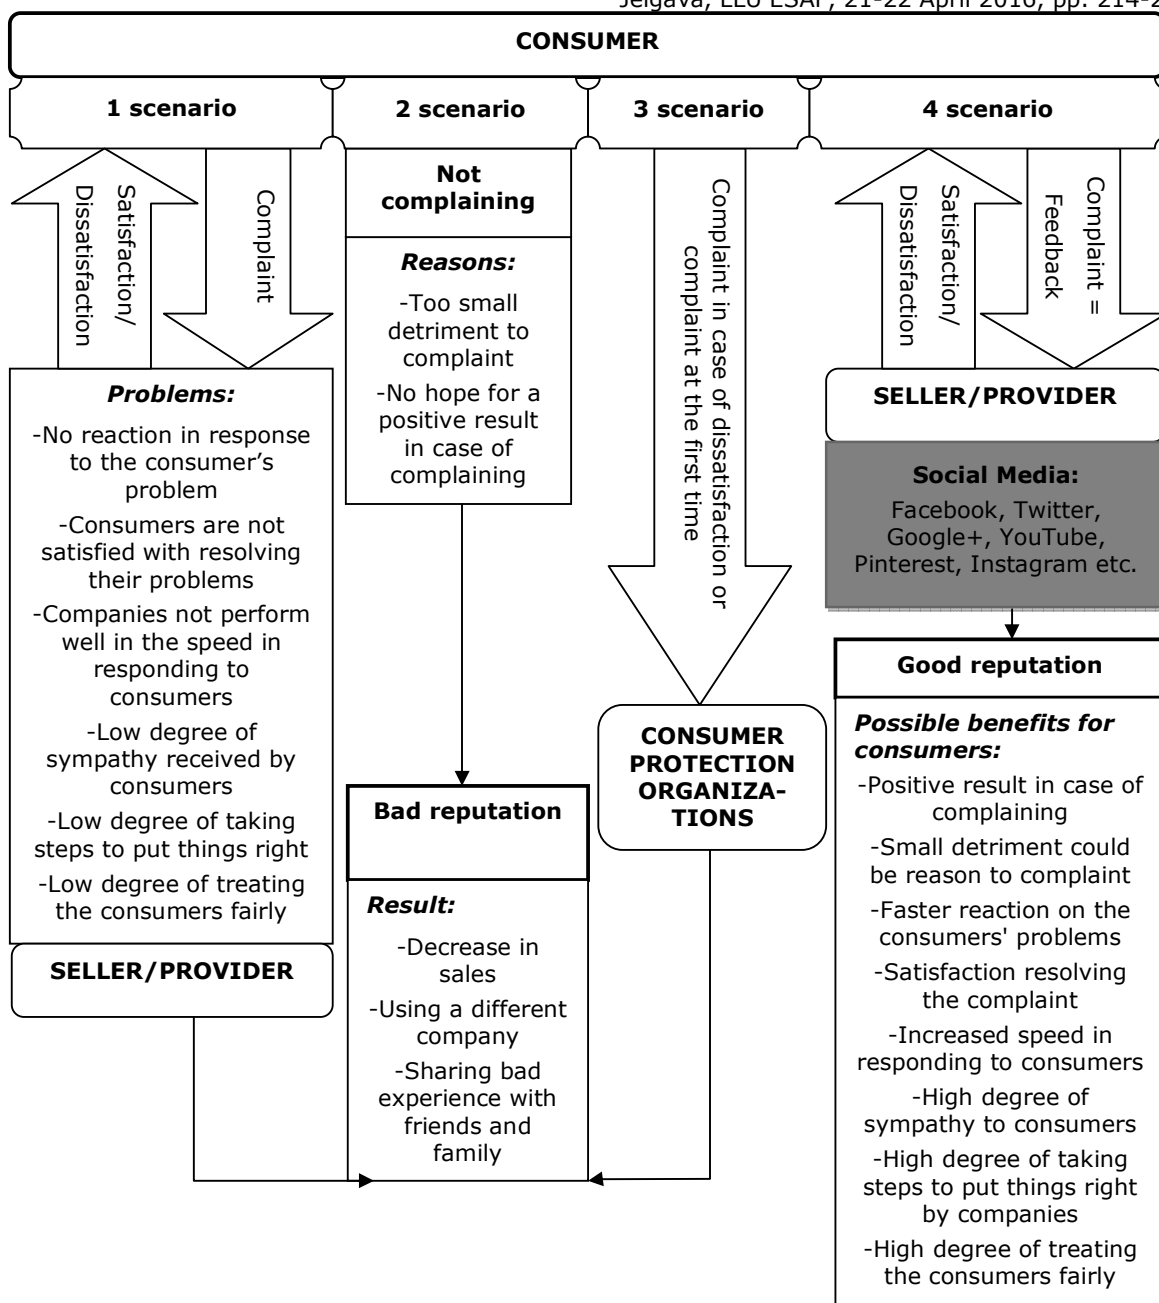 Jelgava, LLU ESAF, 21-22 April 2016, pp. 214-2
CONSUMER
1 scenario
2 scenario
3 scenario
4 scenario
Satisfaction/
Dissatisfaction
Complaint
Problems:
-No reaction in response
to the consumer’s
problem
-Consumers are not
satisfied with resolving
their problems
-Companies not perform
well in the speed in
responding to
consumers
-Low degree of
sympathy received by
consumers
-Low degree of taking
steps to put things right
-Low degree of treating
the consumers fairly
SELLER/PROVIDER
Not
complaining
Reasons:
-Too small
detriment to
complaint
-No hope for a
positive result
in case of
complaining
Bad reputation
Result:
-Decrease in
sales
-Using a different
company
-Sharing bad
experience with
friends and
family
Complaint in case of dissatisfaction or
complaint at the first time
CONSUMER
PROTECTION
ORGANIZA-
TIONS
Satisfaction/
Dissatisfaction
Complaint =
Feedback
SELLER/PROVIDER
Social Media:
Facebook, Twitter,
Google+, YouTube,
Pinterest, Instagram etc.
Good reputation
Possible benefits for
consumers:
-Positive result in case of
complaining
-Small detriment could
be reason to complaint
-Faster reaction on the
consumers' problems
-Satisfaction resolving
the complaint
-Increased speed in
responding to consumers
-High degree of
sympathy to consumers
-High degree of taking
steps to put things right
by companies
-High degree of treating
the consumers fairly